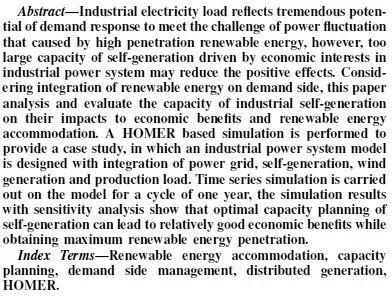 Abstract—Industrial electricity load reflects tremendous poten-
tial of demand response to meet the challenge of power fluctuation
that caused by high penetration renewable energy, however, too
large capacity of self-generation driven by economic interests in
industrial power system may reduce the positive effects. Consid-
ering integration of renewable energy on demand side, this paper
analysis and evaluate the capacity of industrial self-generation
on their impacts to economic benefits and renewable energy
accommodation. A HOMER based simulation is performed to
provide a case study, in which an industrial power system model
is designed with integration of power grid, self-generation, wind
generation and production load. Time series simulation is carried
out on the model for a cycle of one year, the simulation results
with sensitivity analysis show that optimal capacity planning of
self-generation can lead to relatively good economic benefits while
obtaining maximum renewable energy penetration.
Index Terms—Renewable energy accommodation, capacity
planning, demand side management, distributed generation,
HOMER.